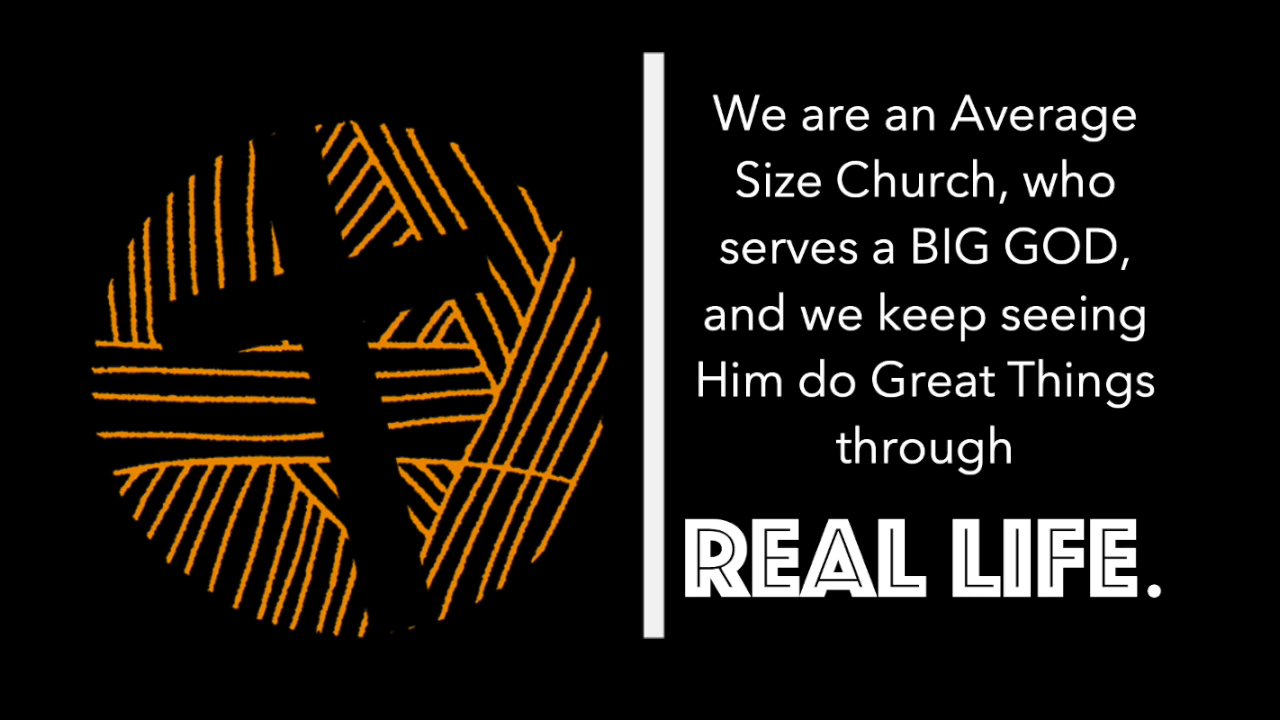 We are an Average
Size Church, who
serves a BIG GOD,
and we keep seeing
Him do Great Things
through
REAL LIFE.